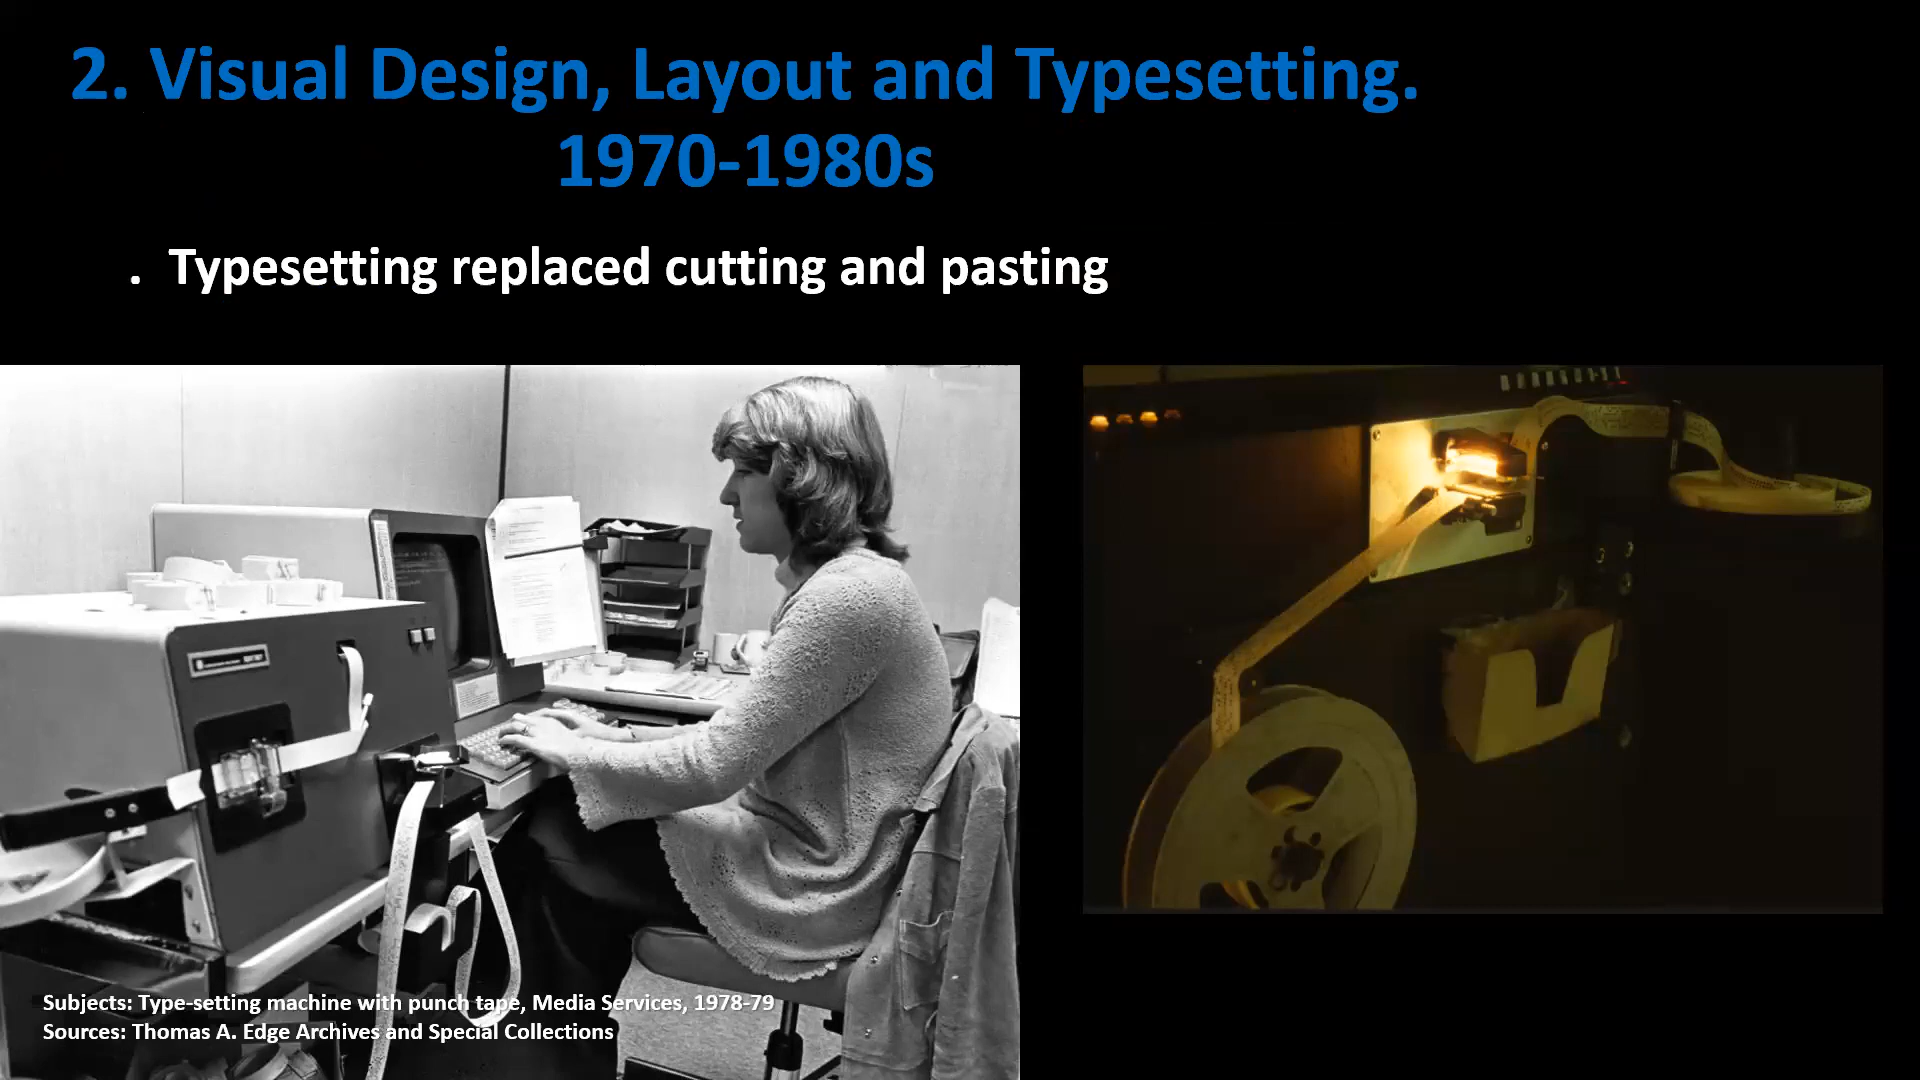 2. Visual Design, Layout and Typesetting.
1970-1980s
. Typesetting replaced cutting and pasting
Subjects: Type-setting machine with punch tape, Media Services, 1978-79
Sources: Thomas A. Edge Archives and Special Collections